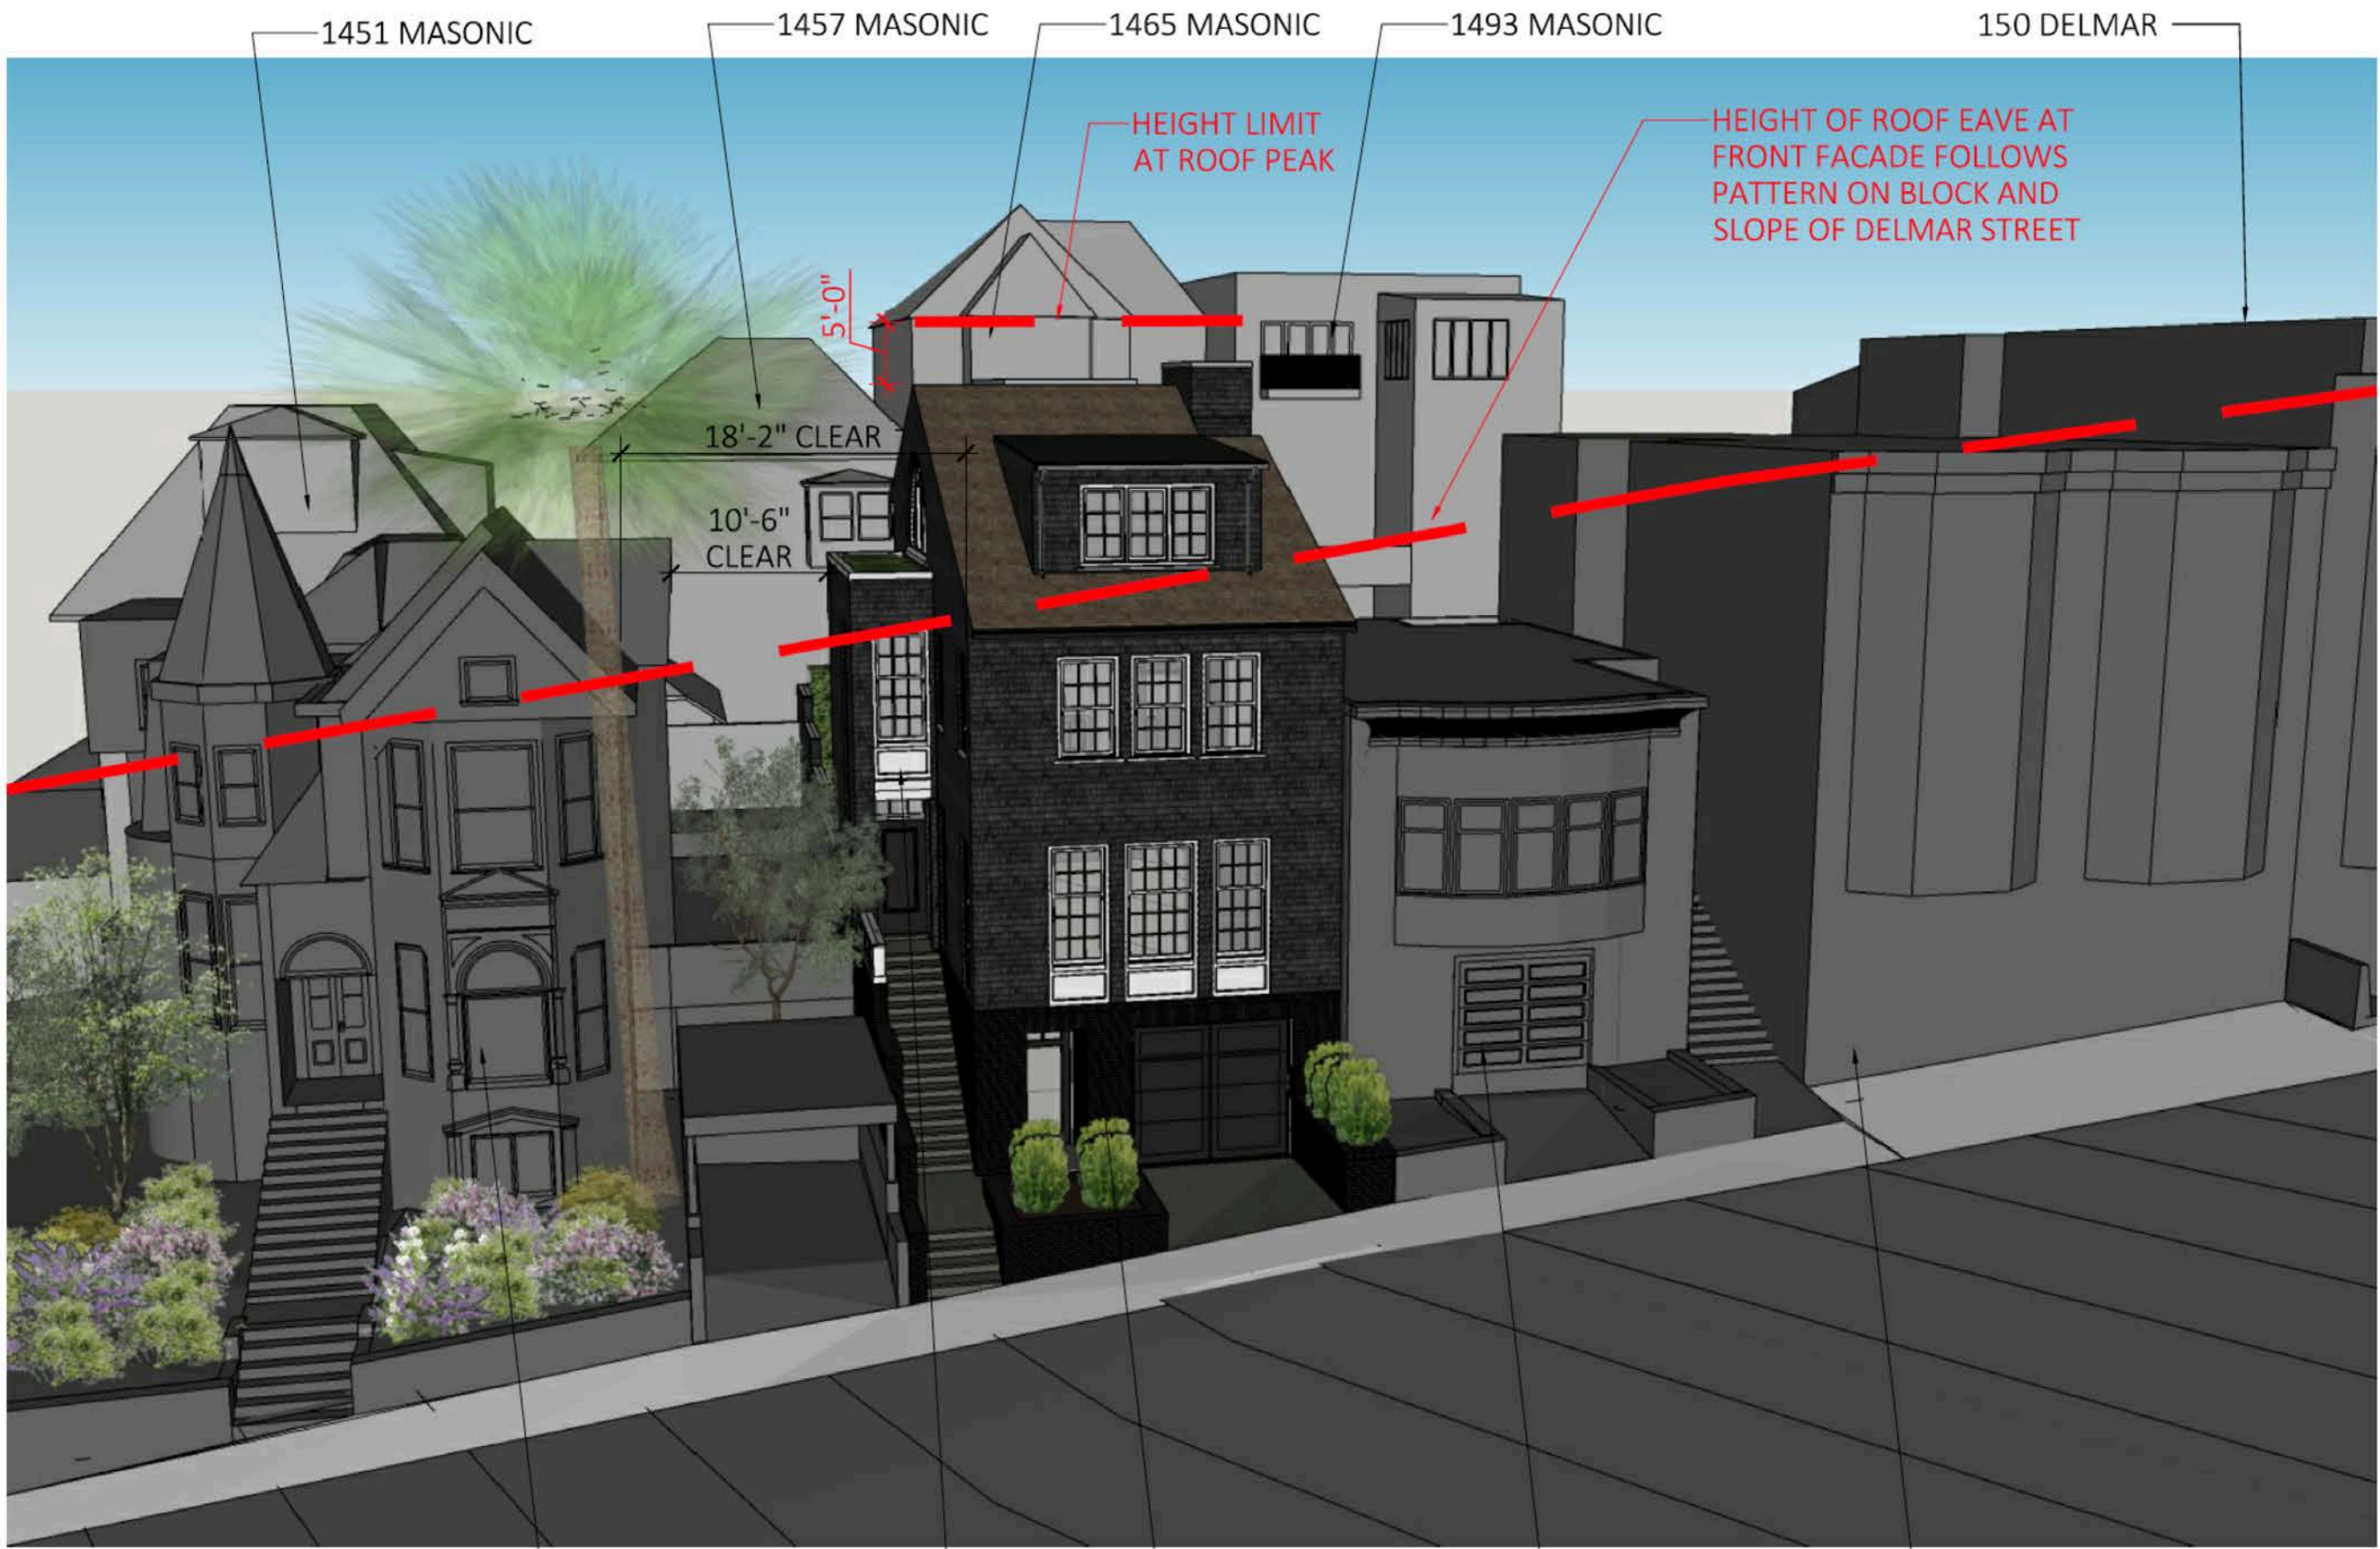 1451 MASONIC
1457 MASONIC
1465 MASONIC
1493 MASONIC
150 DELMAR
HEIGHT LIMIT
AT ROOF PEAK
HEIGHT OF ROOF EAVE AT
FRONT FACADE FOLLOWS
PATTERN ON BLOCK AND
SLOPE OF DELMAR STREET
5'-0"
18'-2" CLEAR
10'-6"
CLEAR